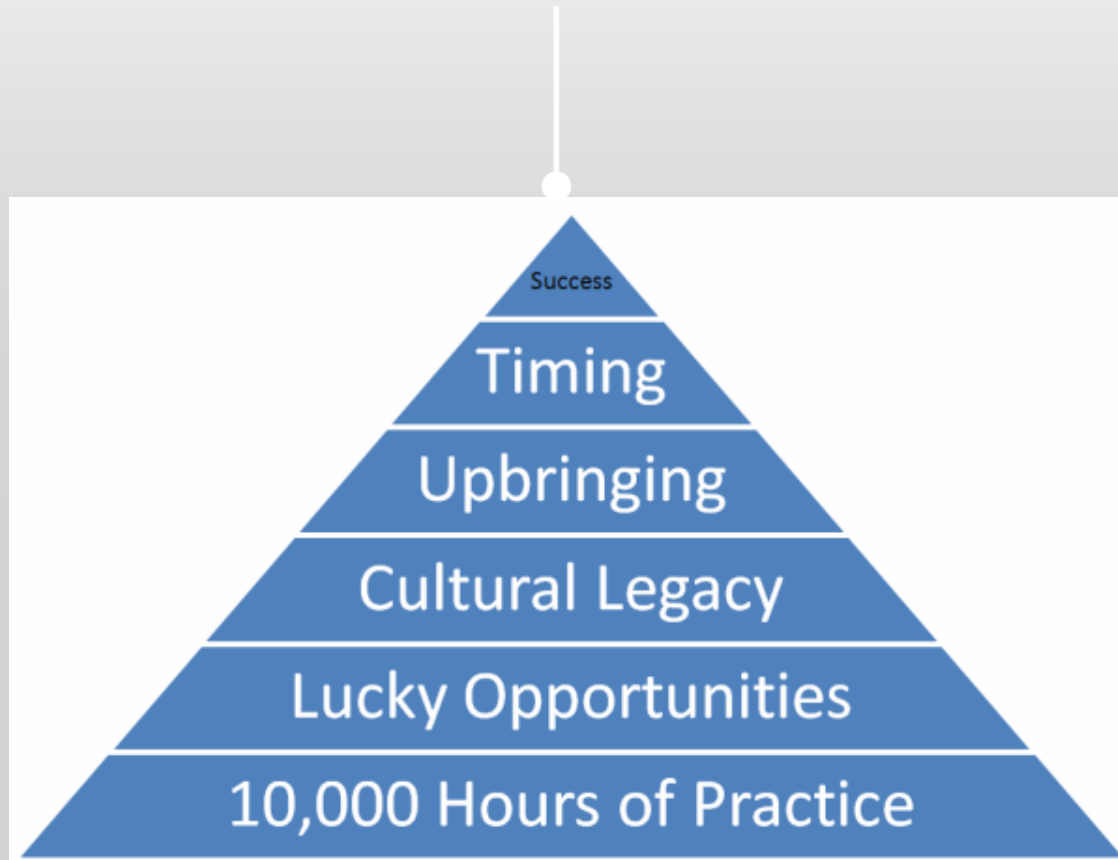 Success
Timing
Upbringing
Cultural Legacy
Lucky Opportunities
10,000 Hours of Practice